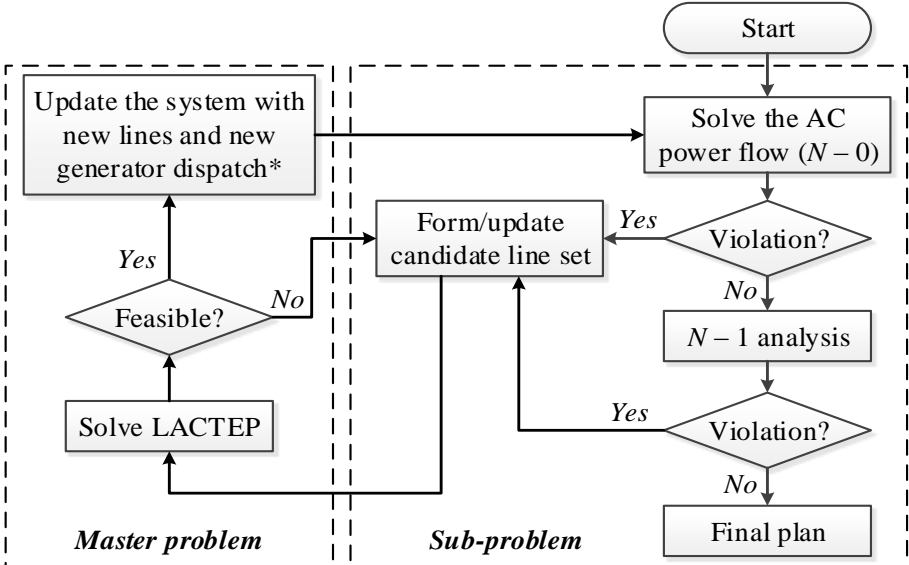 Start
Update the system with
new lines and new
generator dispatch*
Solve the AC
power flow (N – 0)
Form/update
candidate line set
Yes
Violation?
Yes
No
No
Feasible?
N – 1 analysis
Solve LACTEP
Yes
Violation?
No
Final plan
Master problem
Sub-problem